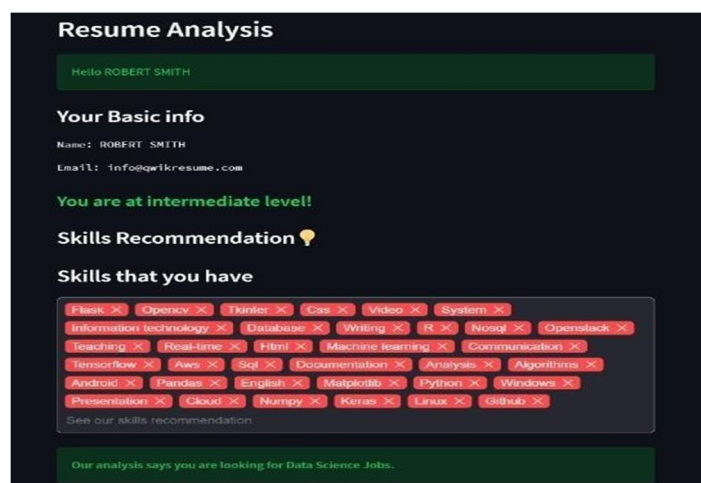 Resume Analysis
Hello ROBERT SMITH
Your Basic info
Name: ROBERT SMITH
Email: info@qwikresume.com
You are at intermediate level!
Skills Recommendation
Skills that you have
Flask × Opencv × Tkinter × Css × Video × System ×
Information technology × Database × Writing × R × Nosql × Openstack ×
Teaching × Real-time × Html × Machine learning × Communication ×
Tensorflow × Aws × Sql × Documentation × Analysis × Algorithms ×
Android × Pandas × English × Matplotlib × Python × Windows ×
Presentation × Cloud × Numpy × Keras × Linux × Github ×
See our skills recommendation
Our analysis says you are looking for Data Science Jobs.